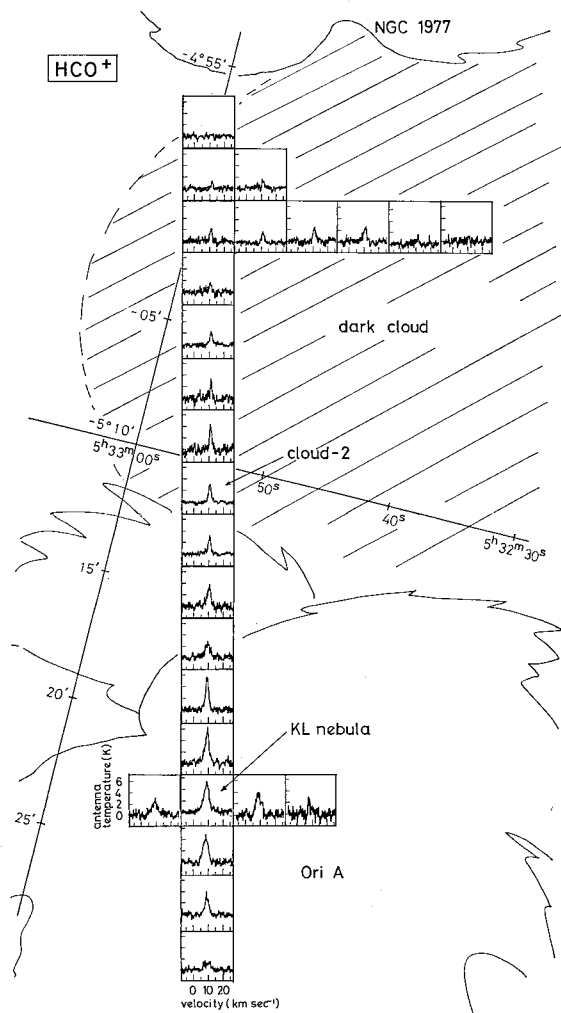 NGC 1977
-4°55'
HCO+
-05'
dark cloud
-5°10'
5h33m00s
cloud-2
50s
40s
5h32m30s
15'
20'
KL nebula
antenna
temperature (K)
6
4
2
0
25'
Ori A
0 10 20
velocity (km sec⁻¹)